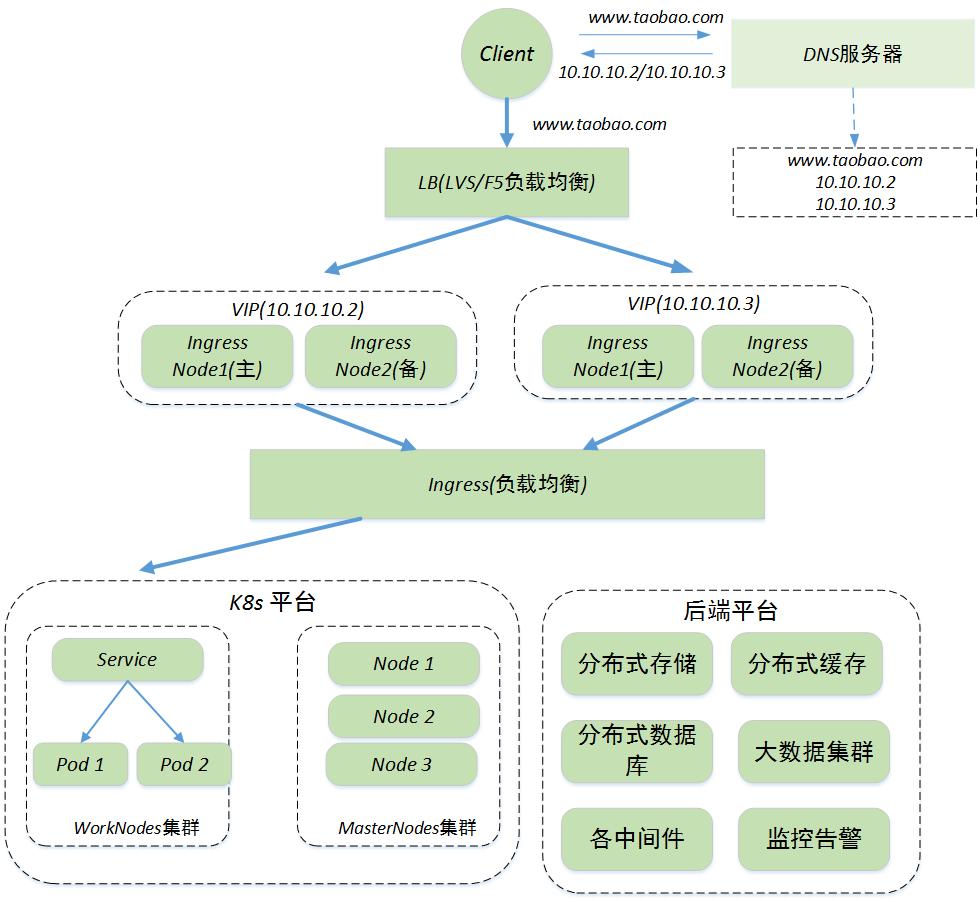 www.taobao.com
Client
DNS服务器
10.10.10.2/10.10.10.3
www.taobao.com
www.taobao.com
10.10.10.2
10.10.10.3
LB(LVS/F5负载均衡)
VIP(10.10.10.2)
Ingress
Node1(主)
Ingress
Node2(备)
VIP(10.10.10.3)
Ingress
Node1(主)
Ingress
Node2(备)
Ingress(负载均衡)
K8s 平台
Service
Pod 1
Pod 2
WorkNodes集群
Node 1
Node 2
Node 3
MasterNodes集群
后端平台
分布式存储
分布式缓存
分布式数据
库
大数据集群
各中间件
监控告警